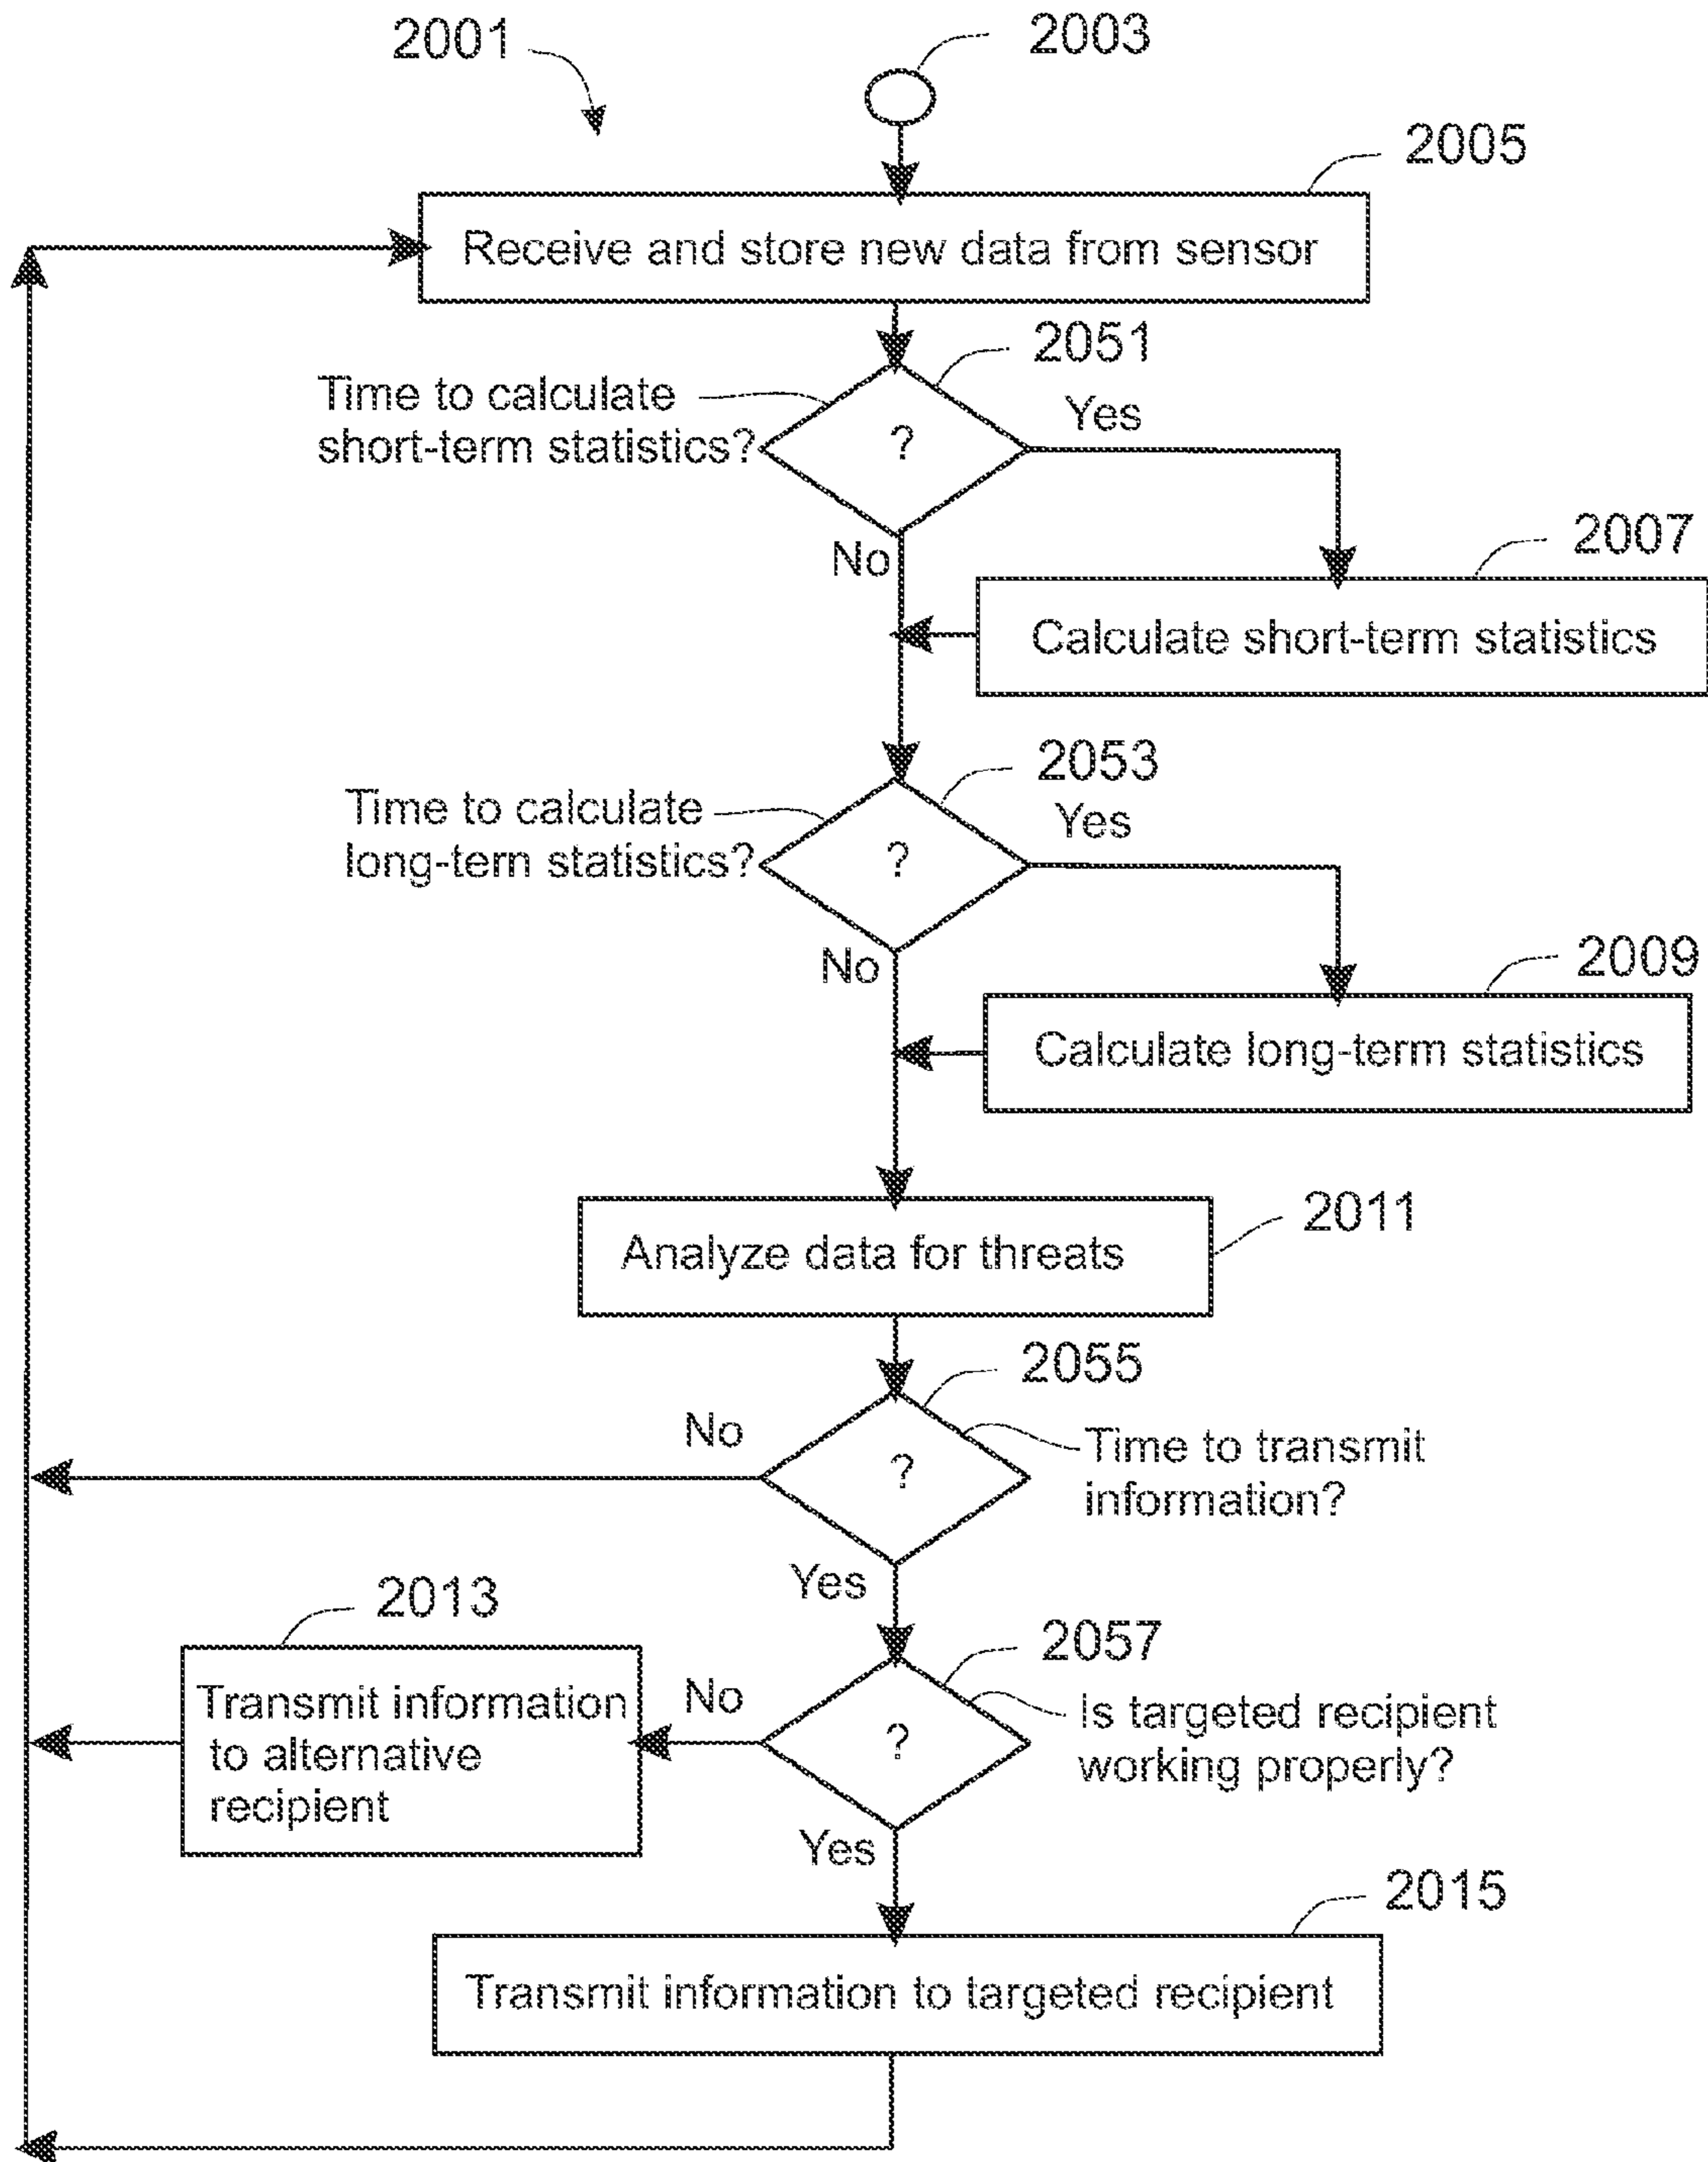 2001
2003
2005
Receive and store new data from sensor
2051
Time to calculate
short-term statistics?
?
Yes
No
2007
Calculate short-term statistics
2053
Time to calculate
long-term statistics?
?
Yes
No
2009
Calculate long-term statistics
2011
Analyze data for threats
2055
No
?
Time to transmit
information?
Yes
2013
Transmit information
to alternative
recipient
No
2057
?
Is targeted recipient
working properly?
Yes
2015
Transmit information to targeted recipient